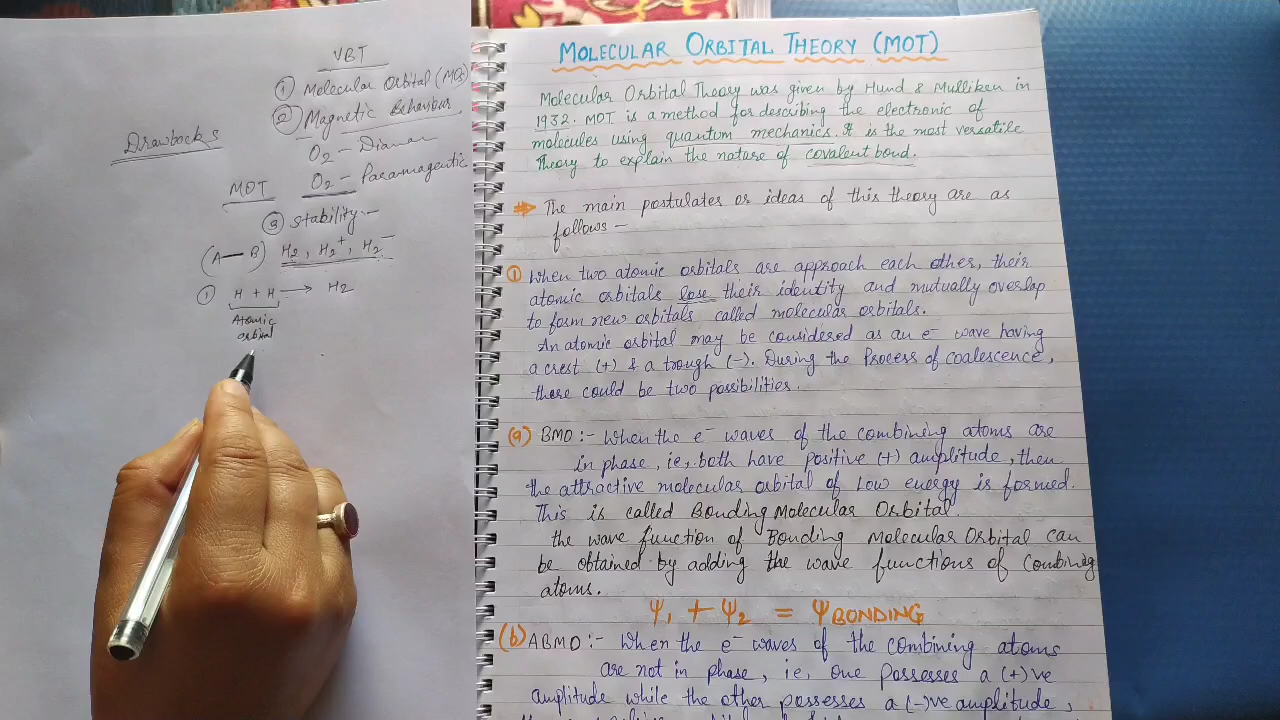 VBT
① Molecular Orbital (MOs)
② Magnetic Behaviour
Drawbacks
O₂ – Diaman
MOT
O₂ – Paramagentic
③ Stability :–
(A — B) H₂, H₂⁺, H₂⁻
① H + H ⟶ H₂
Atomic
orbital
MOLECULAR ORBITAL THEORY (MOT)
Molecular Orbital Theory was given by Hund & Mulliken in
1932. MOT is a method for describing the electronic of
molecules using quantum mechanics. It is the most versatile
Theory to explain the nature of covalent bond.
⇒ The main postulates or ideas of this theory are as
follows –
① When two atomic orbitals are approach each other, their
atomic orbitals lose their identity and mutually overlap
to form new orbitals called molecular orbitals.
An atomic orbital may be considered as an e⁻ wave having
a crest (+) & a trough (-). During the Process of coalescence,
there could be two possibilities.
(a) BMO :- When the e⁻ waves of the combining atoms are
in phase, ie, both have positive (+) amplitude, then
the attractive molecular orbital of Low energy is formed.
This is called Bonding Molecular Orbital.
the wave function of Bonding Molecular Orbital can
be obtained by adding the wave functions of Combining
atoms.
Ψ₁ + Ψ₂ = Ψ BONDING
(b) ABMO :- When the e⁻ waves of the combining atoms
are not in phase, ie, one Possesses a (+)ve
amplitude while the other possesses a (-)ve amplitude,